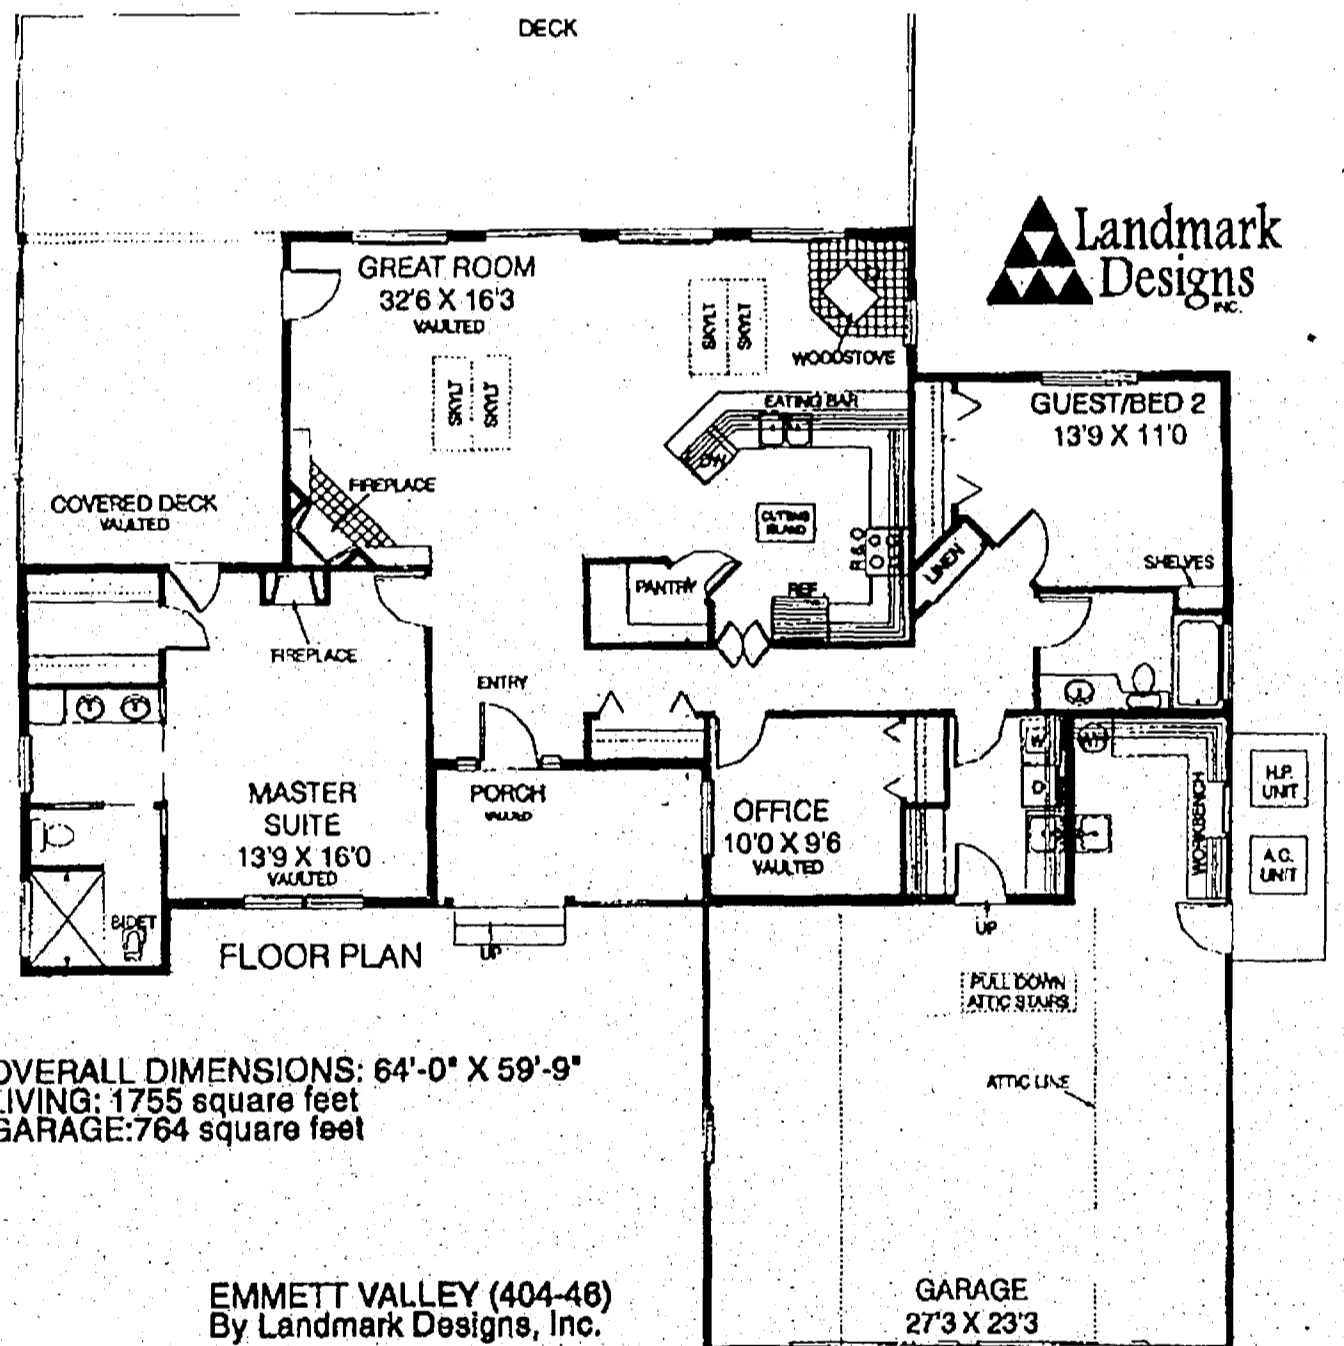 DECK
Landmark
Designs
INC.
GREAT ROOM
32'6 X 16'3
VAULTED
SKYLT
SKYLT
SKYLT
SKYLT
WOODSTOVE
EATING BAR
GUEST/BED 2
13'9 X 11'0
COVERED DECK
VAULTED
FIREPLACE
DW
CUTTING
ISLAND
R&O
LINEN
SHELVES
PANTRY
REF
FIREPLACE
ENTRY
MASTER
SUITE
13'9 X 16'0
VAULTED
PORCH
VAULTED
OFFICE
10'0 X 9'6
VAULTED
W
D
WH
WORKBENCH
H.P.
UNIT
A.C.
UNIT
BIDET
UP
UP
FLOOR PLAN
PULL DOWN
ATTIC STAIRS
ATTIC LINE
OVERALL DIMENSIONS: 64'-0" X 59'-9"
LIVING: 1755 square feet
GARAGE:764 square feet
EMMETT VALLEY (404-46)
By Landmark Designs, Inc.
GARAGE
27'3 X 23'3